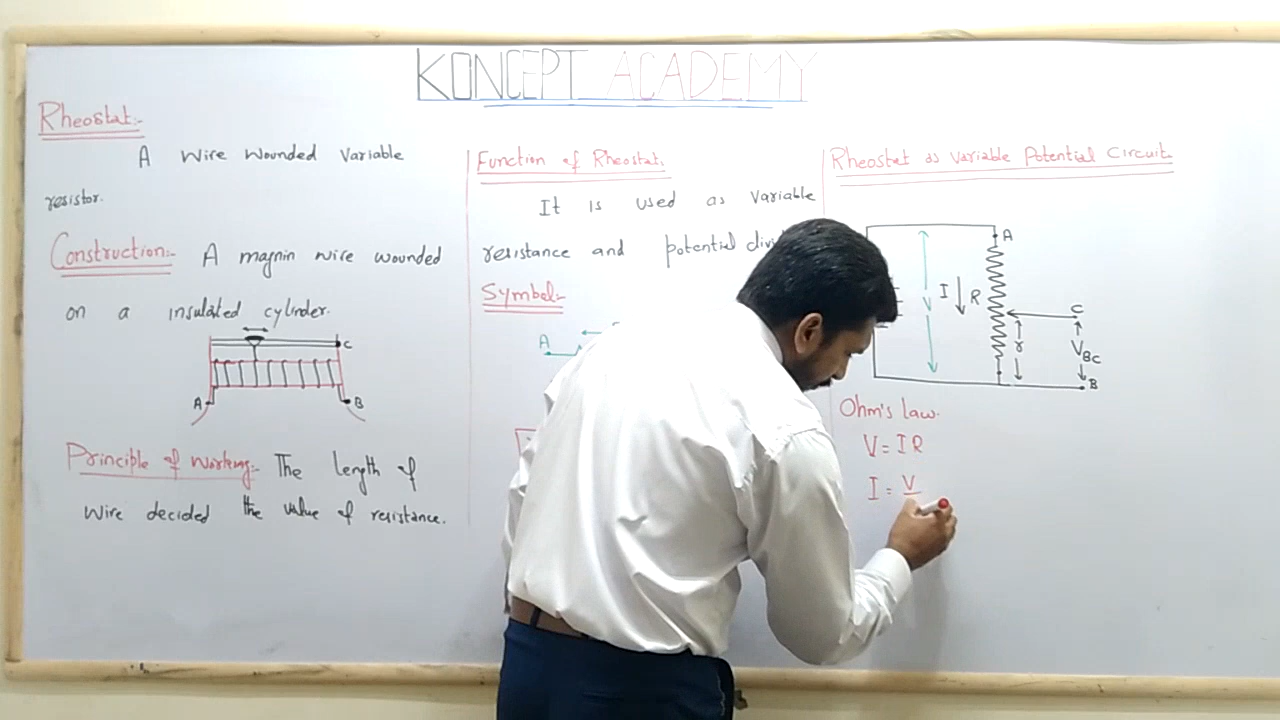 KONCEPT ACADEMY
Rheostat:-
A Wire Wounded Variable
resistor.
Construction:- A magnin wire wounded
on a insulated cylinder.
C
A B
Principle of Working:- The length of
wire decided the value of resistance.
Function of Rheostat:
It is used as Variable
resistance and potential
Symbol:-
A
Rheostat as Variable Potential Circuit.
A
I R
V
C
r
VBC
B
Ohm's law.
V = IR
I = V